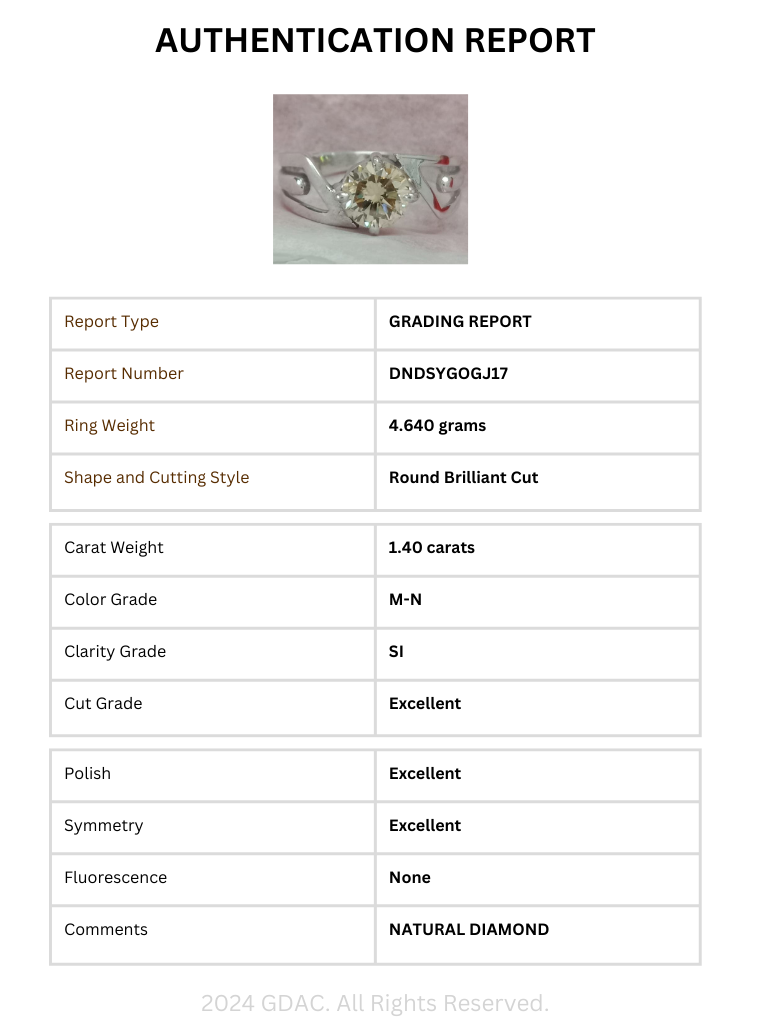 AUTHENTICATION REPORT
Report Type GRADING REPORT
Report Number DNDSYGOGJ17
Ring Weight 4.640 grams
Shape and Cutting Style Round Brilliant Cut
Carat Weight 1.40 carats
Color Grade M-N
Clarity Grade SI
Cut Grade Excellent
Polish Excellent
Symmetry Excellent
Fluorescence None
Comments NATURAL DIAMOND
2024 GDAC. All Rights Reserved.